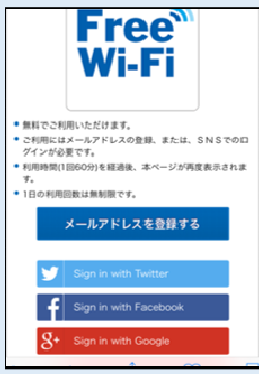 Free
Wi-Fi
無料でご利用いただけます。
ご利用にはメールアドレスの登録、または、SNSでのロ
グインが必要です。
利用時間(1回60分)を経過後、本ページが再度表示されま
す。
1日の利用回数は無制限です。
メールアドレスを登録する
Sign in with Twitter
f Sign in with Facebook
g+ Sign in with Google